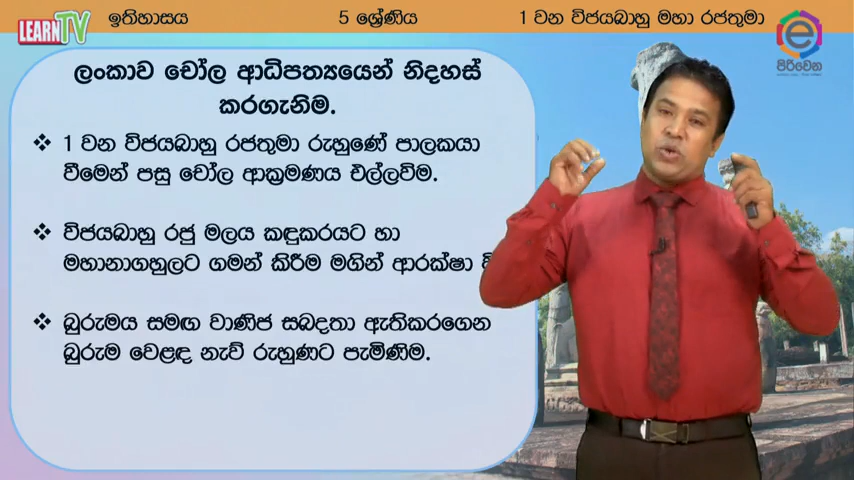 LEARN TV
ඉතිහාසය
5 ශ්‍රේණිය
1 වන විජයබාහු මහා රජතුමා
e
පිරිවෙන
ලංකාව චෝල ආධිපත්‍යයෙන් නිදහස්
කරගැනිම.
❖ 1 වන විජයබාහු රජතුමා රුහුණේ පාලකයා
වීමෙන් පසු චෝල ආක්‍රමණය එල්ලවිම.
❖ විජයබාහු රජු මලය කඳුකරයට හා
මහානාගහුලට ගමන් කිරීම මගින් ආරක්ෂා
❖ බුරුමය සමඟ වාණිජ සබදතා ඇතිකරගෙන
බුරුම වෙළඳ නැව් රුහුණට පැමිණිම.